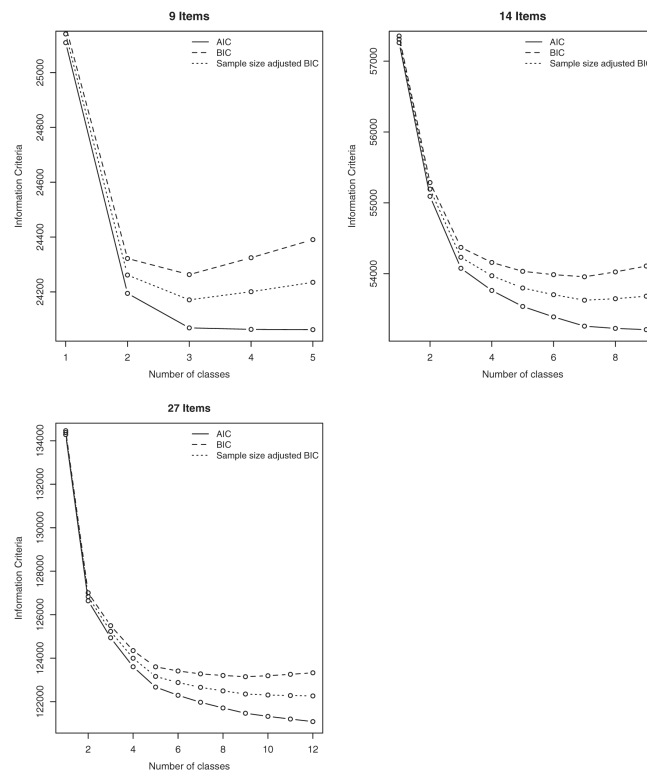 9 Items
AIC
BIC
Sample size adjusted BIC
Information Criteria
25000
24800
24600
24400
24200
1 2 3 4 5
Number of classes
14 Items
AIC
BIC
Sample size adjusted BIC
Information Criteria
57000
56000
55000
54000
2 4 6 8
Number of classes
27 Items
AIC
BIC
Sample size adjusted BIC
Information Criteria
134000
132000
130000
128000
126000
124000
122000
2 4 6 8 10 12
Number of classes